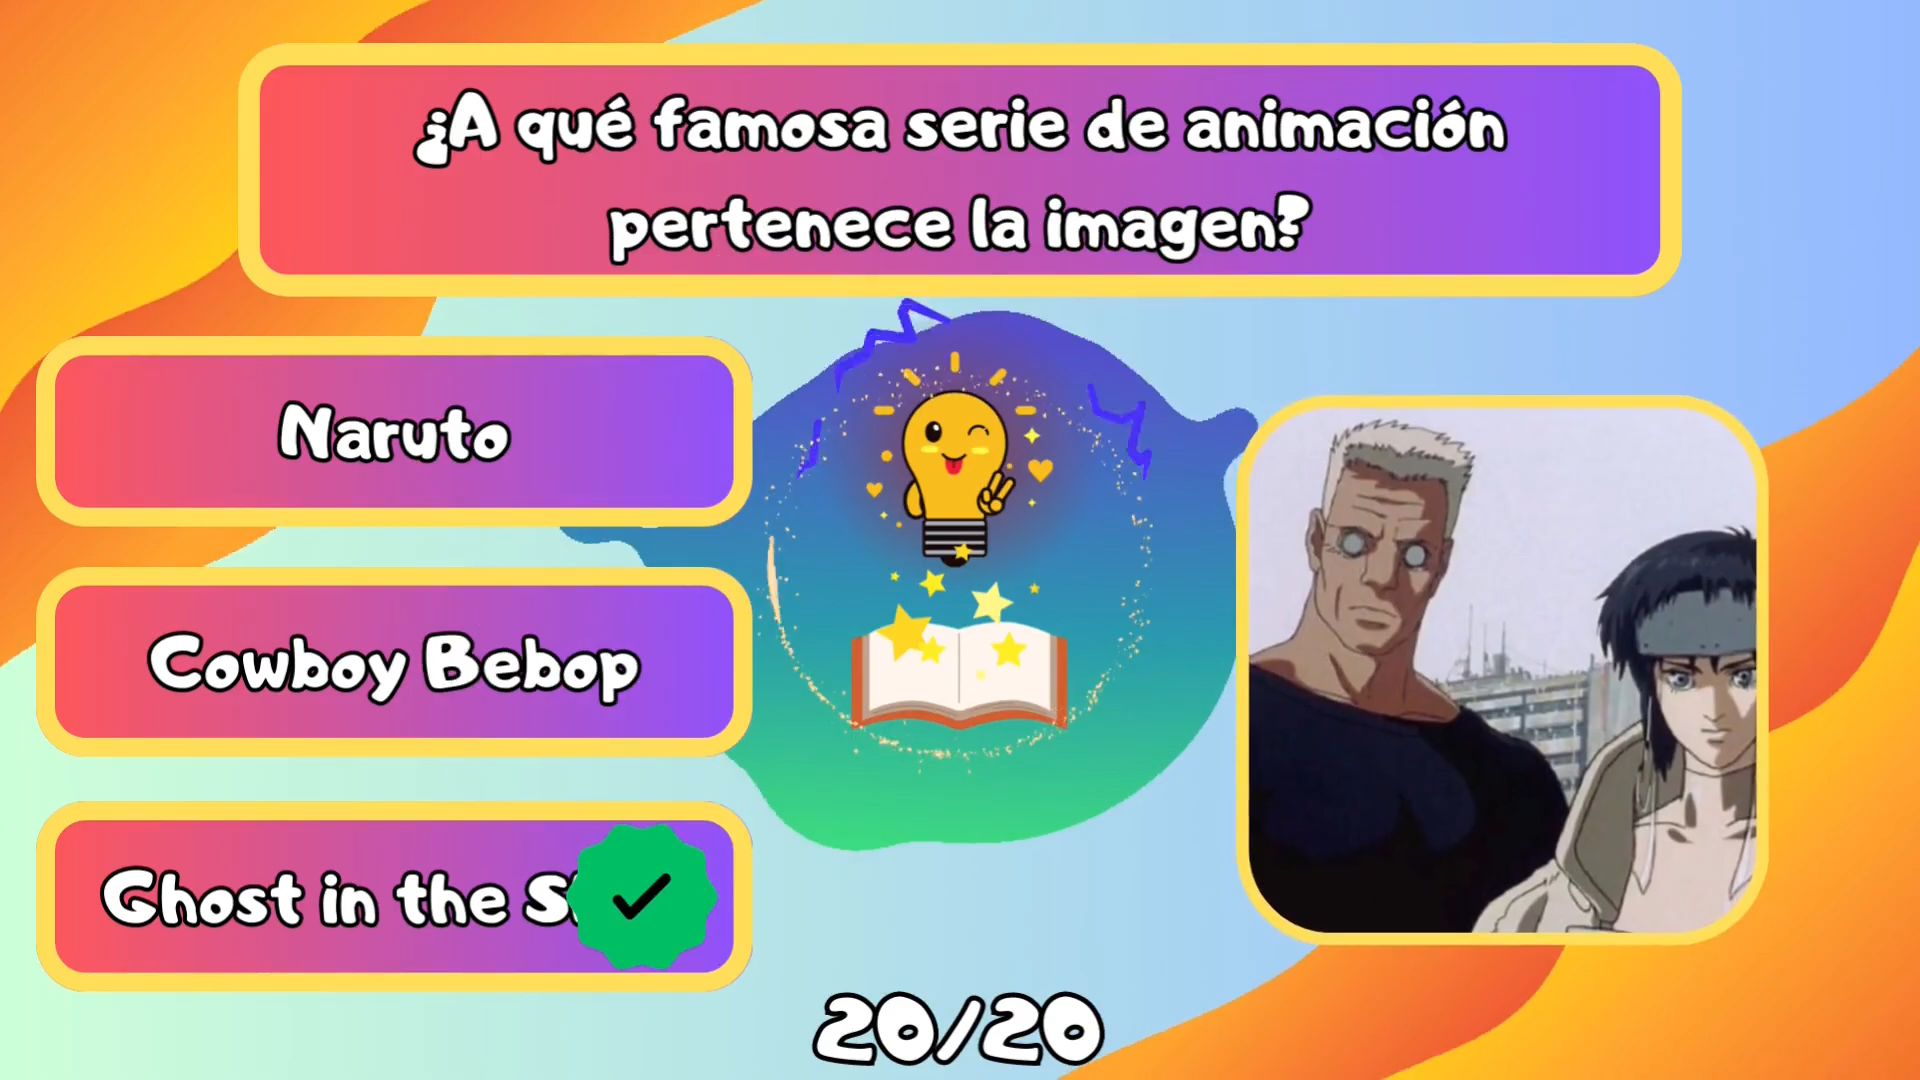 ¿A qué famosa serie de animación
pertenece la imagen?
Naruto
Cowboy Bebop
Ghost in the
20/20